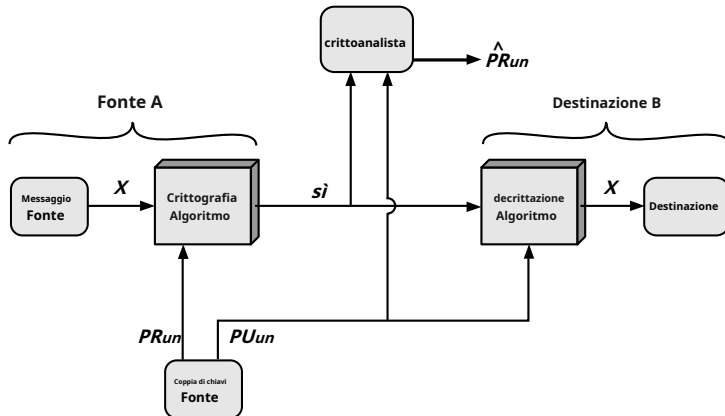 crittoanalista
P̂Run
Fonte A
Destinazione B
Messaggio
Fonte
X
Crittografia
Algoritmo
sì
decrittazione
Algoritmo
X
Destinazione
PRun
PUun
Coppia di chiavi
Fonte